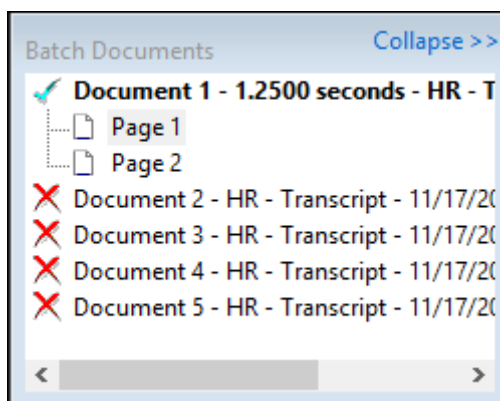 Batch Documents
Collapse >>
Document 1 - 1.2500 seconds - HR - T
Page 1
Page 2
Document 2 - HR - Transcript - 11/17/20
Document 3 - HR - Transcript - 11/17/20
Document 4 - HR - Transcript - 11/17/20
Document 5 - HR - Transcript - 11/17/20